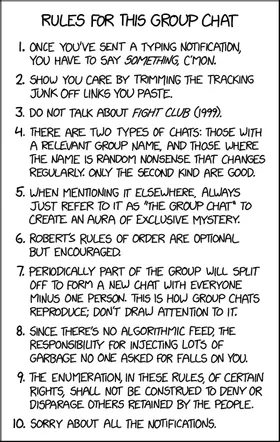 RULES FOR THIS GROUP CHAT
1. ONCE YOU'VE SENT A TYPING NOTIFICATION,
YOU HAVE TO SAY SOMETHING, C'MON.
2. SHOW YOU CARE BY TRIMMING THE TRACKING
JUNK OFF LINKS YOU PASTE.
3. DO NOT TALK ABOUT FIGHT CLUB (1999).
4. THERE ARE TWO TYPES OF CHATS: THOSE WITH
A RELEVANT GROUP NAME, AND THOSE WHERE
THE NAME IS RANDOM NONSENSE THAT CHANGES
REGULARLY. ONLY THE SECOND KIND ARE GOOD.
5. WHEN MENTIONING IT ELSEWHERE, ALWAYS
JUST REFER TO IT AS "THE GROUP CHAT" TO
CREATE AN AURA OF EXCLUSIVE MYSTERY.
6. ROBERT'S RULES OF ORDER ARE OPTIONAL
BUT ENCOURAGED.
7. PERIODICALLY PART OF THE GROUP WILL SPLIT
OFF TO FORM A NEW CHAT WITH EVERYONE
MINUS ONE PERSON. THIS IS HOW GROUP CHATS
REPRODUCE; DON'T DRAW ATTENTION TO IT.
8. SINCE THERE'S NO ALGORITHMIC FEED, THE
RESPONSIBILITY FOR INJECTING LOTS OF
GARBAGE NO ONE ASKED FOR FALLS ON YOU.
9. THE ENUMERATION, IN THESE RULES, OF CERTAIN
RIGHTS, SHALL NOT BE CONSTRUED TO DENY OR
DISPARAGE OTHERS RETAINED BY THE PEOPLE.
10. SORRY ABOUT ALL THE NOTIFICATIONS.